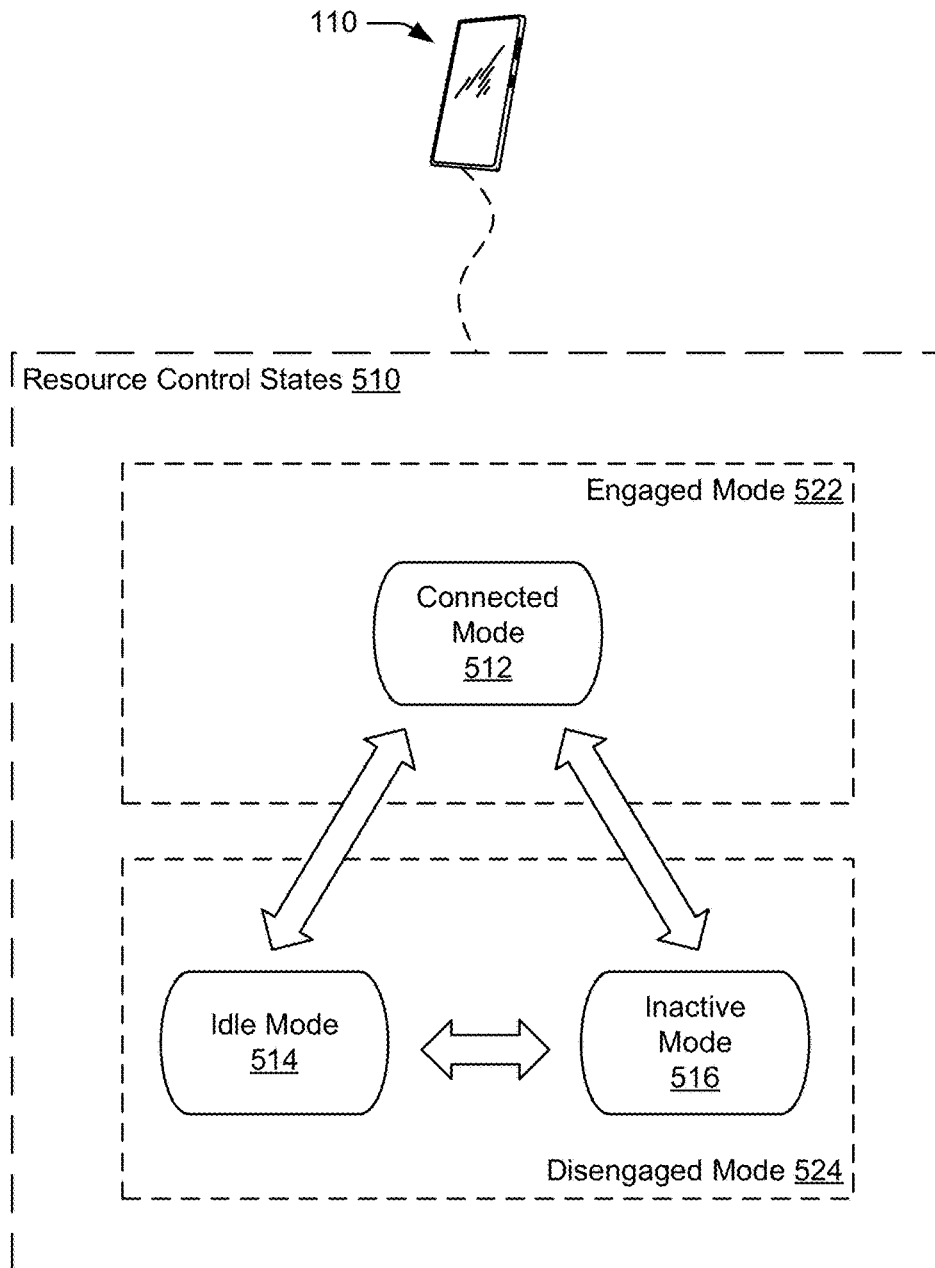 110
Resource Control States 510
Engaged Mode 522
Connected
Mode
512
Idle Mode
514
Inactive
Mode
516
Disengaged Mode 524